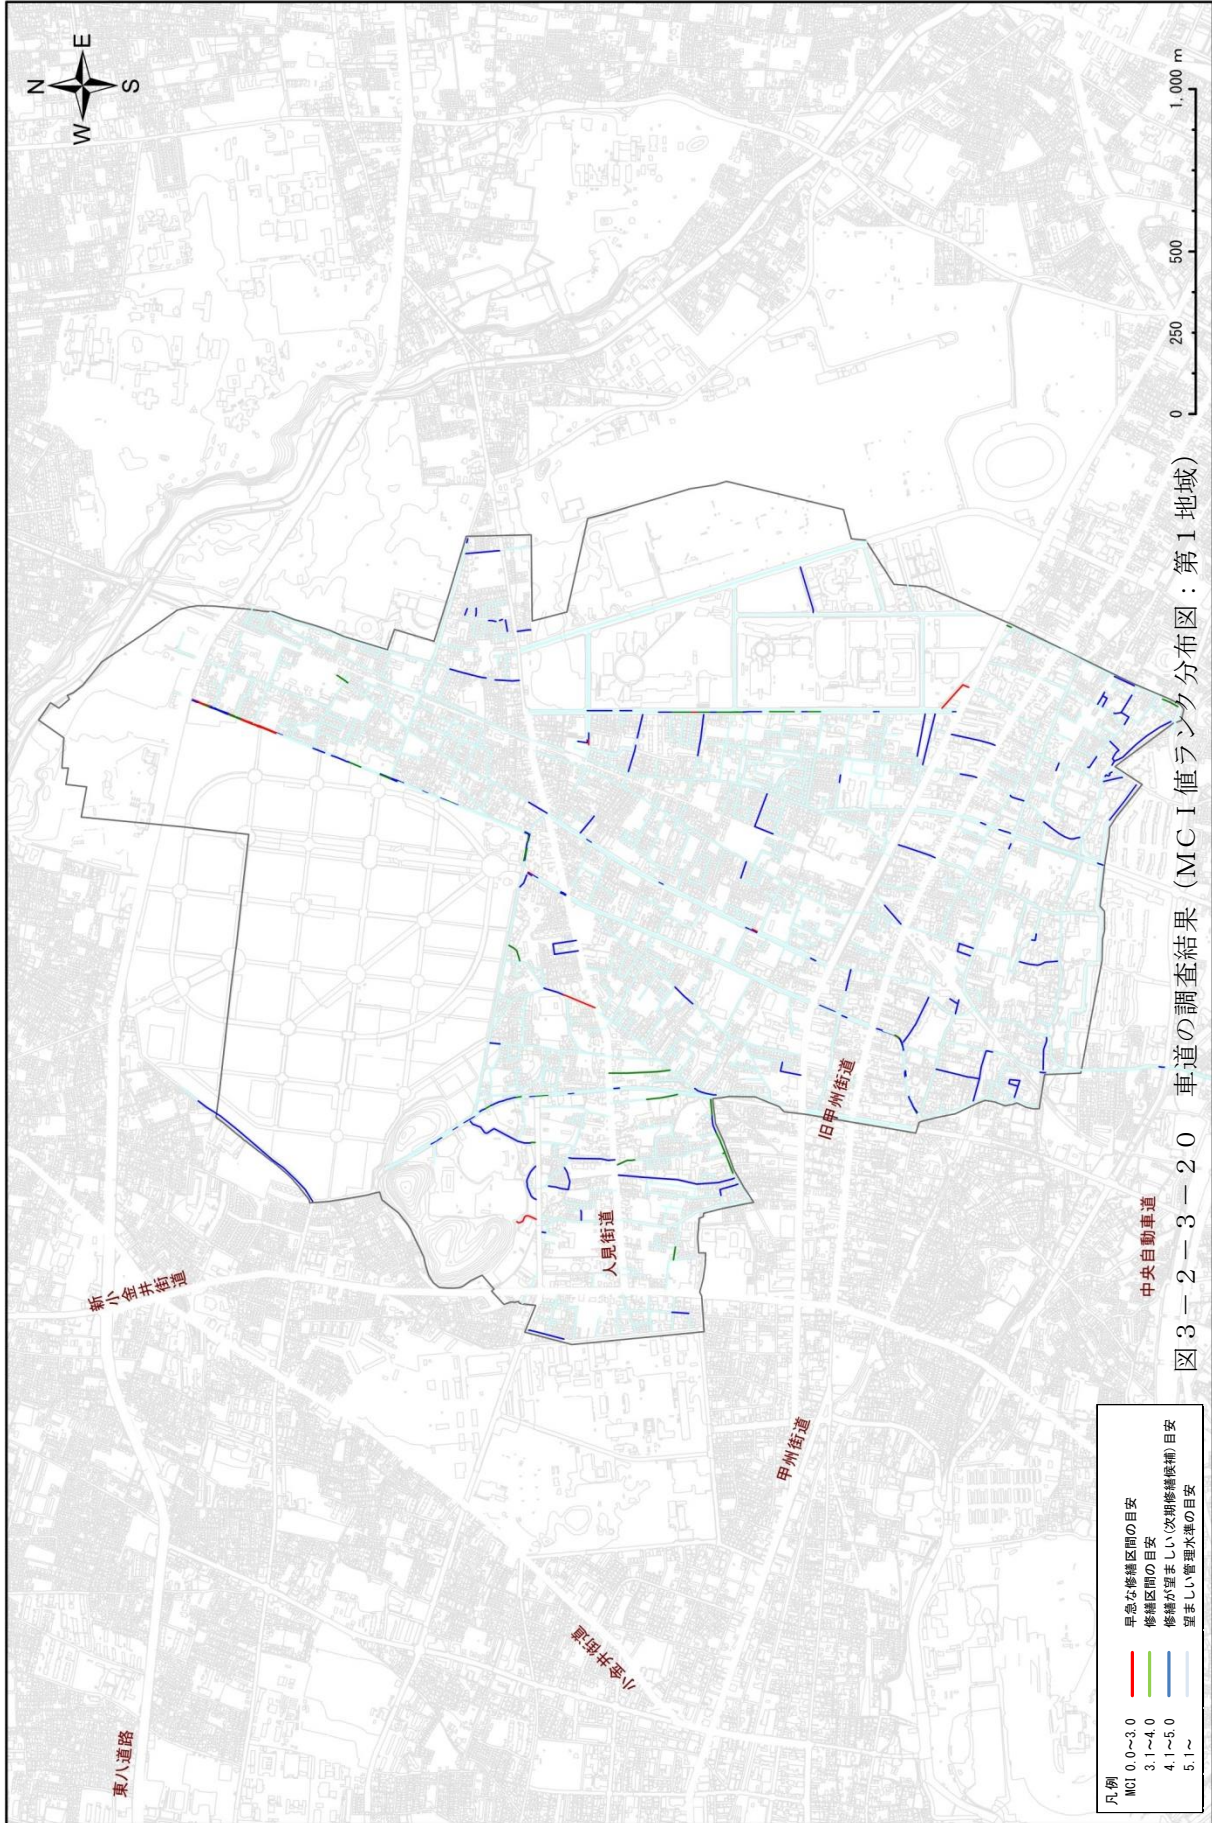 N
W
E
S
新小金井街道
東八道路
人見街道
小金井街道
旧甲州街道
甲州街道
中央自動車道
0 250 500 1,000 m
凡例
MCI 0.0～3.0 早急な修繕区間の目安
3.1～4.0 修繕区間の目安
4.1～5.0 修繕が望ましい(次期修繕候補)目安
5.1～ 望ましい管理水準の目安
図３－２－３－２０ 車道の調査結果（ＭＣＩ値ランク分布図：第１地域）